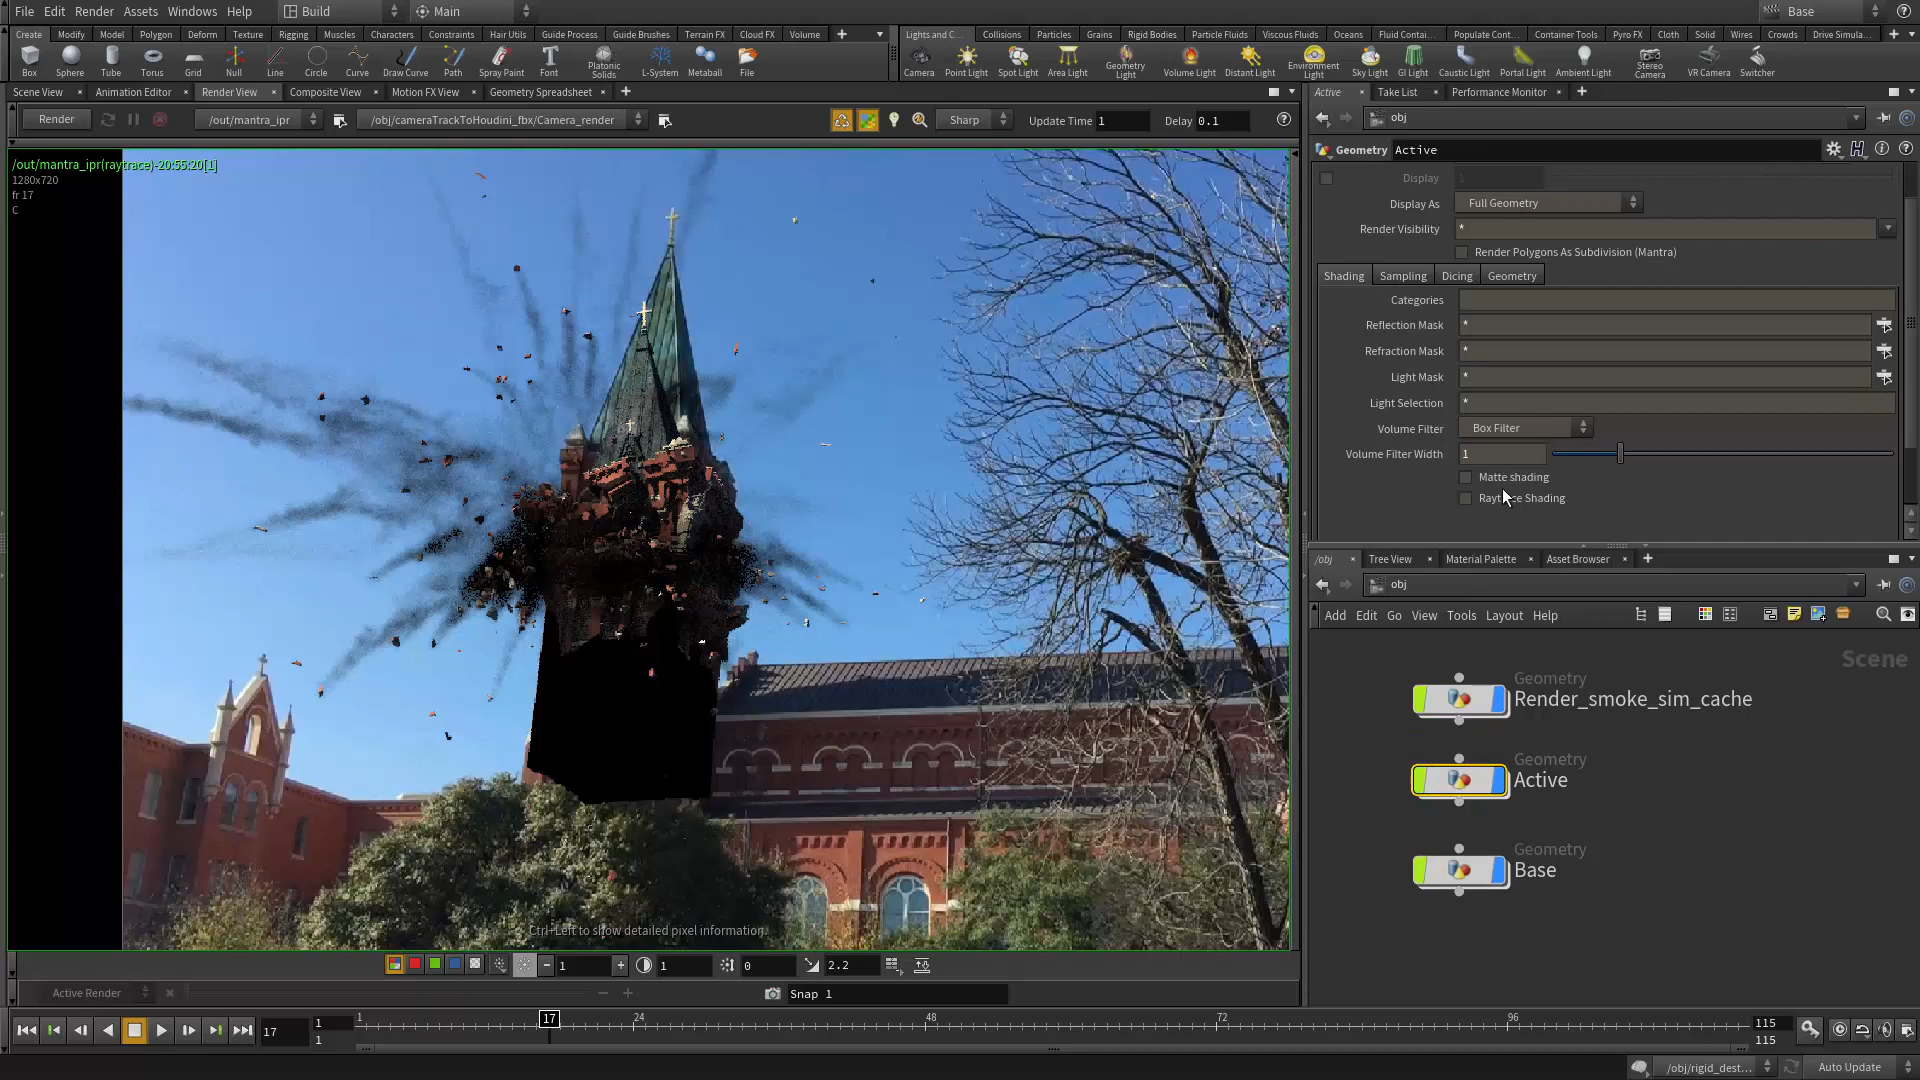 File Edit Render Assets Windows Help Build Main Base
Create Modify Model Polygon Deform Texture Rigging Muscles Characters Constraints Hair Utils Guide Process Guide Brushes Terrain FX Cloud FX Volume
Lights and C... Collisions Particles Grains Rigid Bodies Particle Fluids Viscous Fluids Oceans Fluid Contai... Populate Cont... Container Tools Pyro FX Cloth Solid Wires Crowds Drive Simula...
Box Sphere Tube Torus Grid Null Line Circle Curve Draw Curve Path Spray Paint Font Platonic Solids L-System Metaball File
Camera Point Light Spot Light Area Light Geometry Light Volume Light Distant Light Environment Light Sky Light GI Light Caustic Light Portal Light Ambient Light Stereo Camera VR Camera Switcher
Scene View Animation Editor Render View Composite View Motion FX View Geometry Spreadsheet
Render /out/mantra_ipr /obj/cameraTrackToHoudini_fbx/Camera_render Sharp Update Time 1 Delay 0.1
/out/mantra_ipr(raytrace)-20:55:20[1]
1280x720
fr 17
C
Ctrl+Left to show detailed pixel information.
1 1 0 2.2
Active Render Snap 1
Active Take List Performance Monitor
obj
Geometry Active
Display 1
Display As Full Geometry
Render Visibility *
Render Polygons As Subdivision (Mantra)
Shading Sampling Dicing Geometry
Categories
Reflection Mask *
Refraction Mask *
Light Mask *
Light Selection *
Volume Filter Box Filter
Volume Filter Width 1
Matte shading
Shading
/obj Tree View Material Palette Asset Browser
obj
Add Edit Go View Tools Layout Help
Scene
Geometry
Render_smoke_sim_cache
Geometry
Active
Geometry
Base
17 1 1 1 17 24 48 72 96 115 115
/obj/rigid_dest... Auto Update